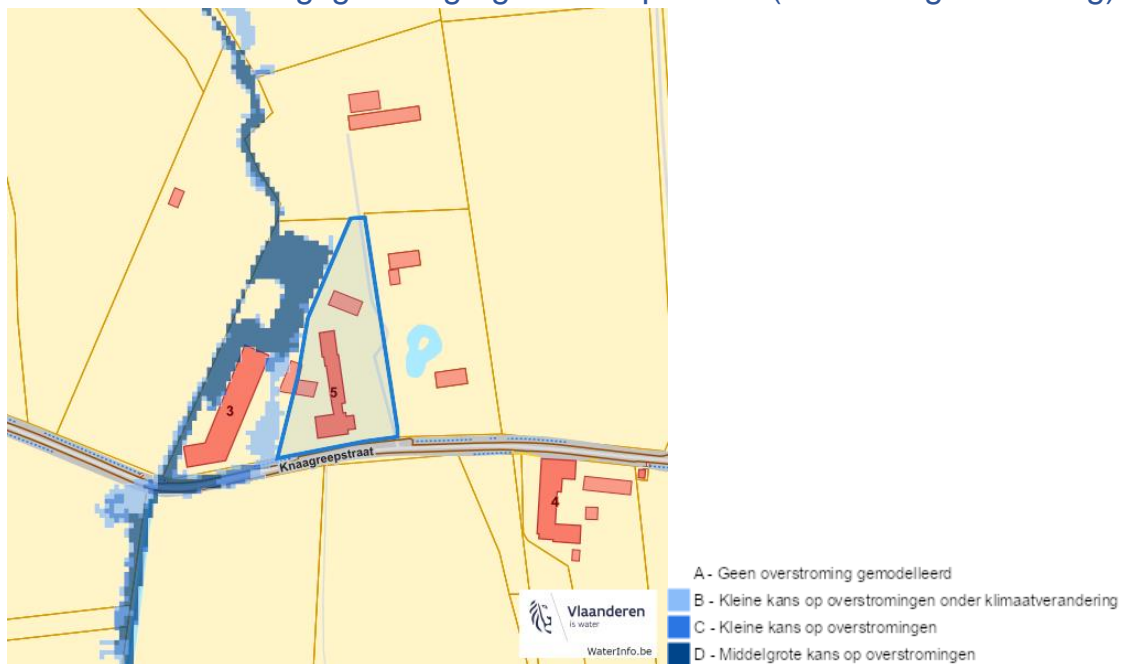 3
5
Knaagreepstraat
4
Vlaanderen
is water
WaterInfo.be
A - Geen overstroming gemodelleerd
B - Kleine kans op overstromingen onder klimaatverandering
C - Kleine kans op overstromingen
D - Middelgrote kans op overstromingen